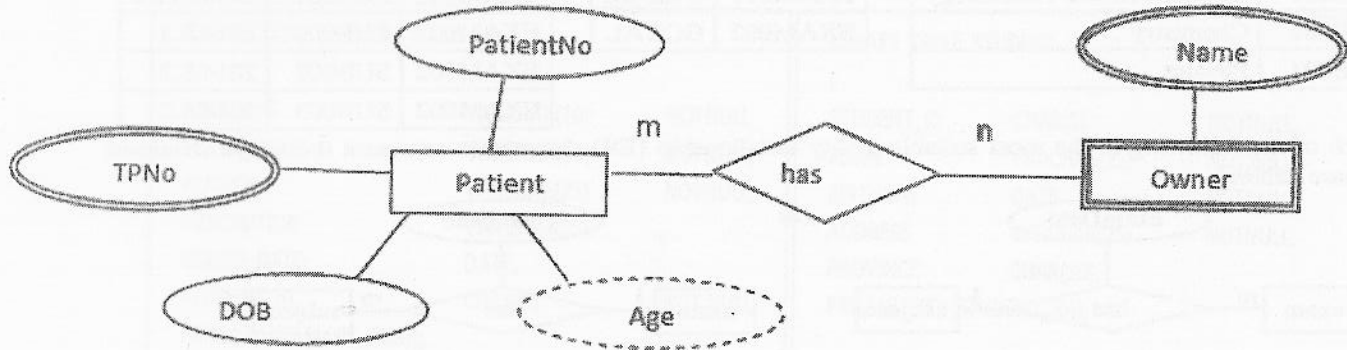 PatientNo
Name
m
n
TPNo
Patient
has
Owner
DOB
Age